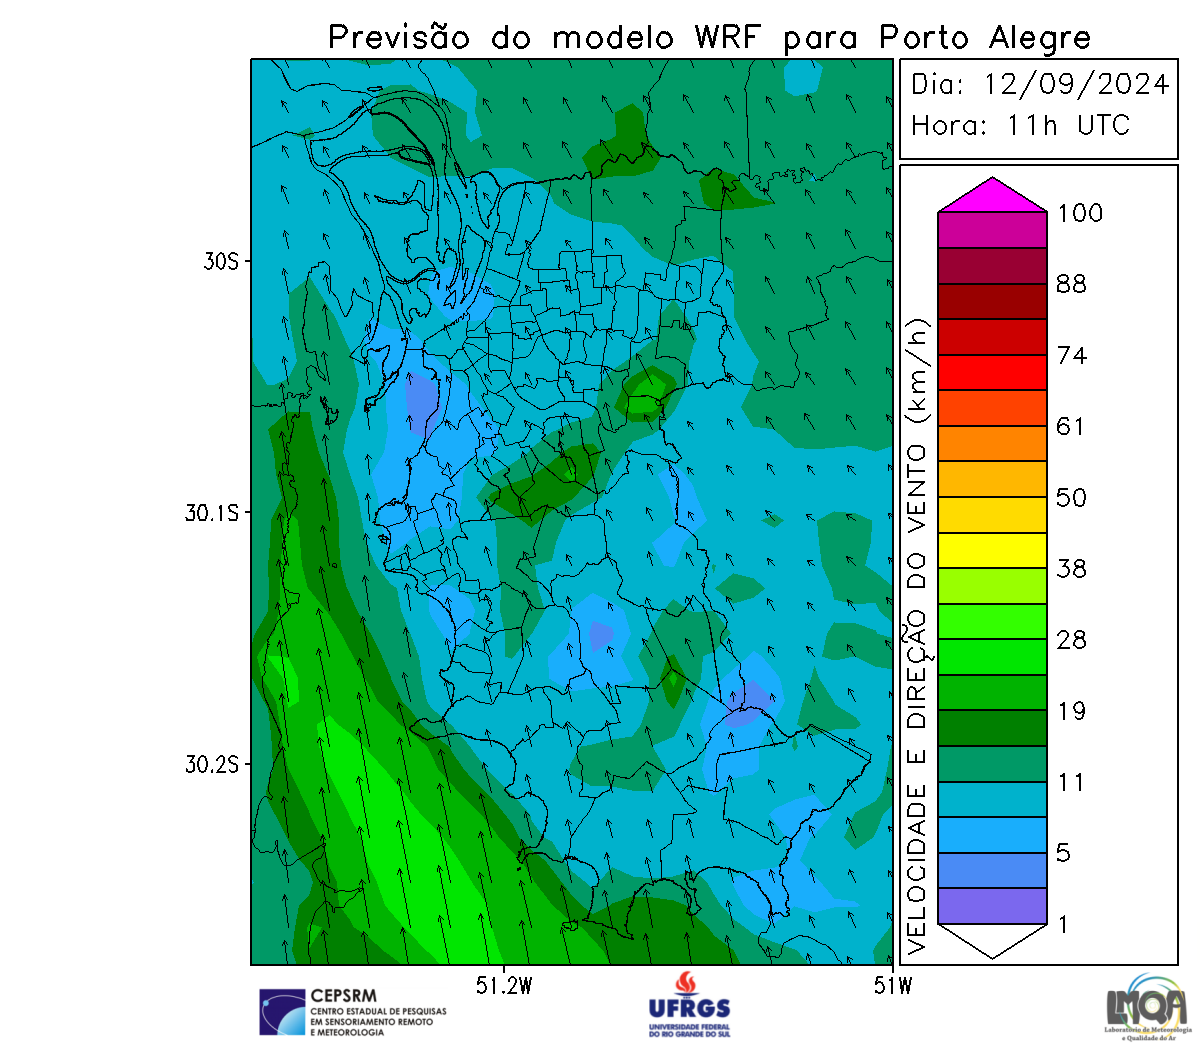 Previsão do modelo WRF para Porto Alegre
Dia: 12/09/2024
Hora: 11h UTC
30S
30.1S
30.2S
51.2W
51W
VELOCIDADE E DIREÇÃO DO VENTO (km/h)
100
88
74
61
50
38
28
19
11
5
1
CEPSRM
CENTRO ESTADUAL DE PESQUISAS
EM SENSORIAMENTO REMOTO
E METEOROLOGIA
UFRGS
UNIVERSIDADE FEDERAL
DO RIO GRANDE DO SUL
LMQA
Laboratório de Meteorologia
e Qualidade do Ar